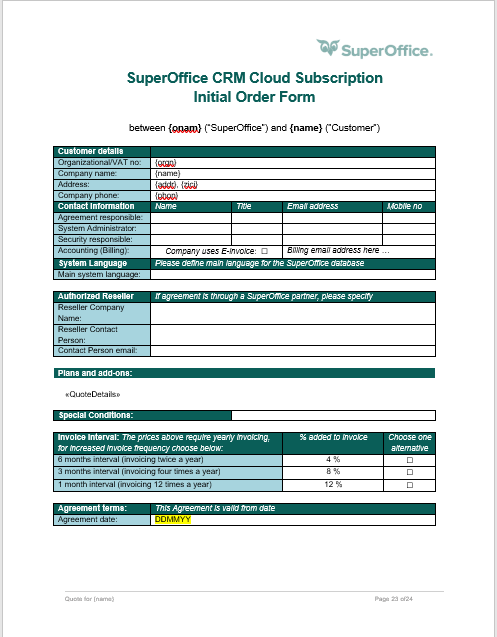 SuperOffice.
SuperOffice CRM Cloud Subscription
Initial Order Form
between {onam} ("SuperOffice") and {name} ("Customer")
Customer details
Organizational/VAT no: {orgn}
Company name: {name}
Address: {addr}, {zici}
Company phone: {phon}
Contact Information Name Title Email address Mobile no
Agreement responsible:
System Administrator:
Security responsible:
Accounting (Billing): Company uses E-invoice: ☐ Billing email address here …
System Language Please define main language for the SuperOffice database
Main system language:
Authorized Reseller If agreement is through a SuperOffice partner, please specify
Reseller Company
Name:
Reseller Contact
Person:
Contact Person email:
Plans and add-ons:
«QuoteDetails»
Special Conditions:
Invoice Interval: The prices above require yearly invoicing, % added to invoice Choose one
for increased invoice frequency choose below: alternative
6 months interval (invoicing twice a year) 4 % ☐
3 months interval (invoicing four times a year) 8 % ☐
1 month interval (invoicing 12 times a year) 12 % ☐
Agreement terms: This Agreement is valid from date
Agreement date: DDMMYY
Quote for {name} Page 23 of24